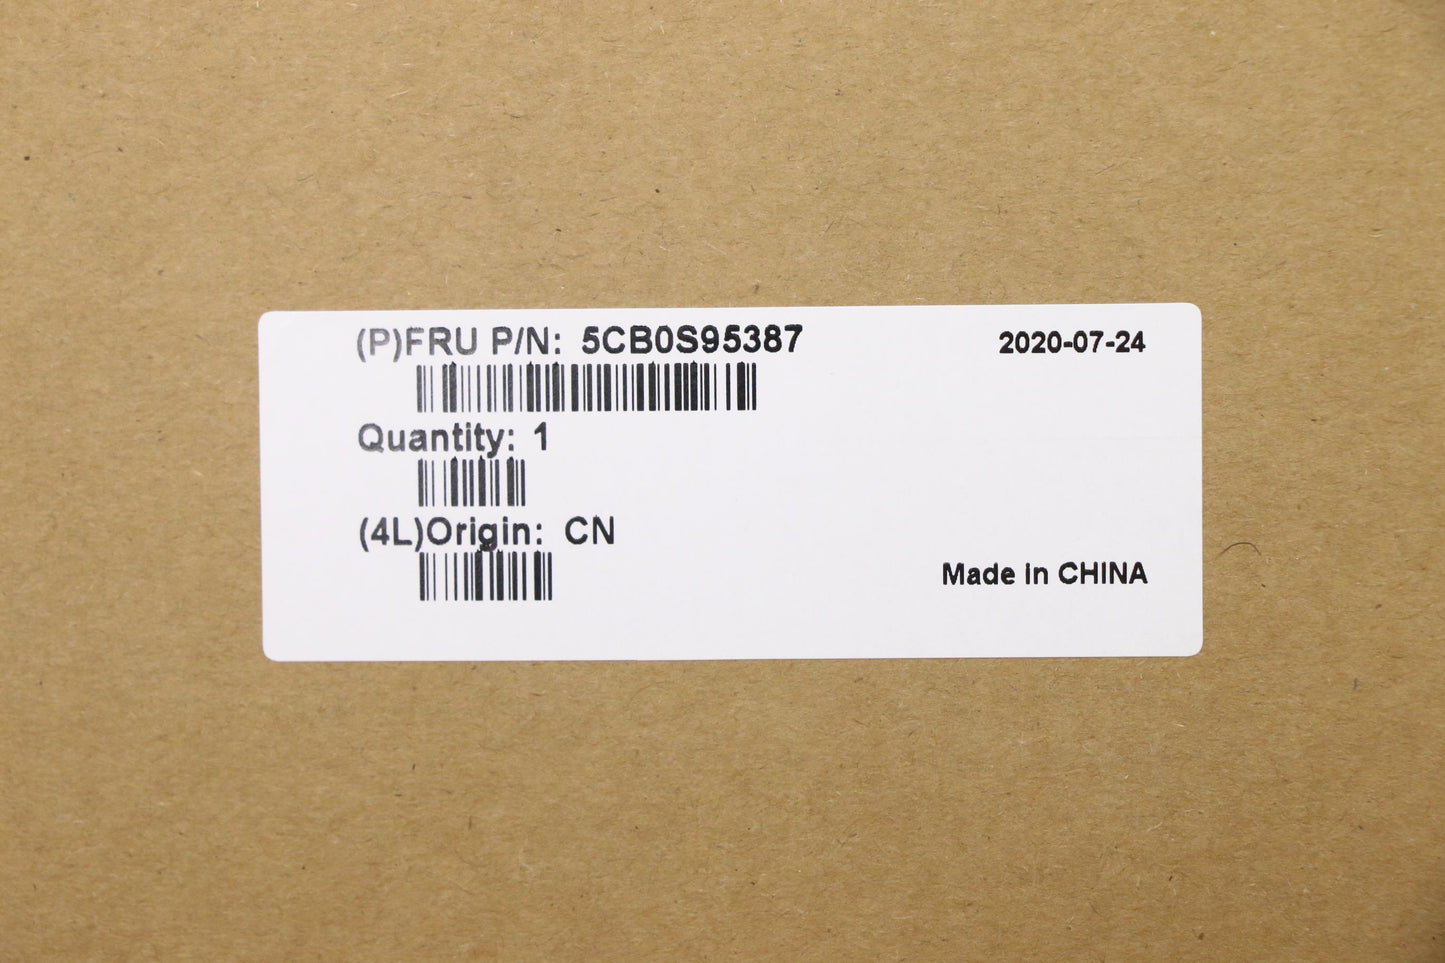 (P)FRU P/N: 5CB0S95387
2020-07-24
Quantity: 1
(4L)Origin: CN
Made in CHINA